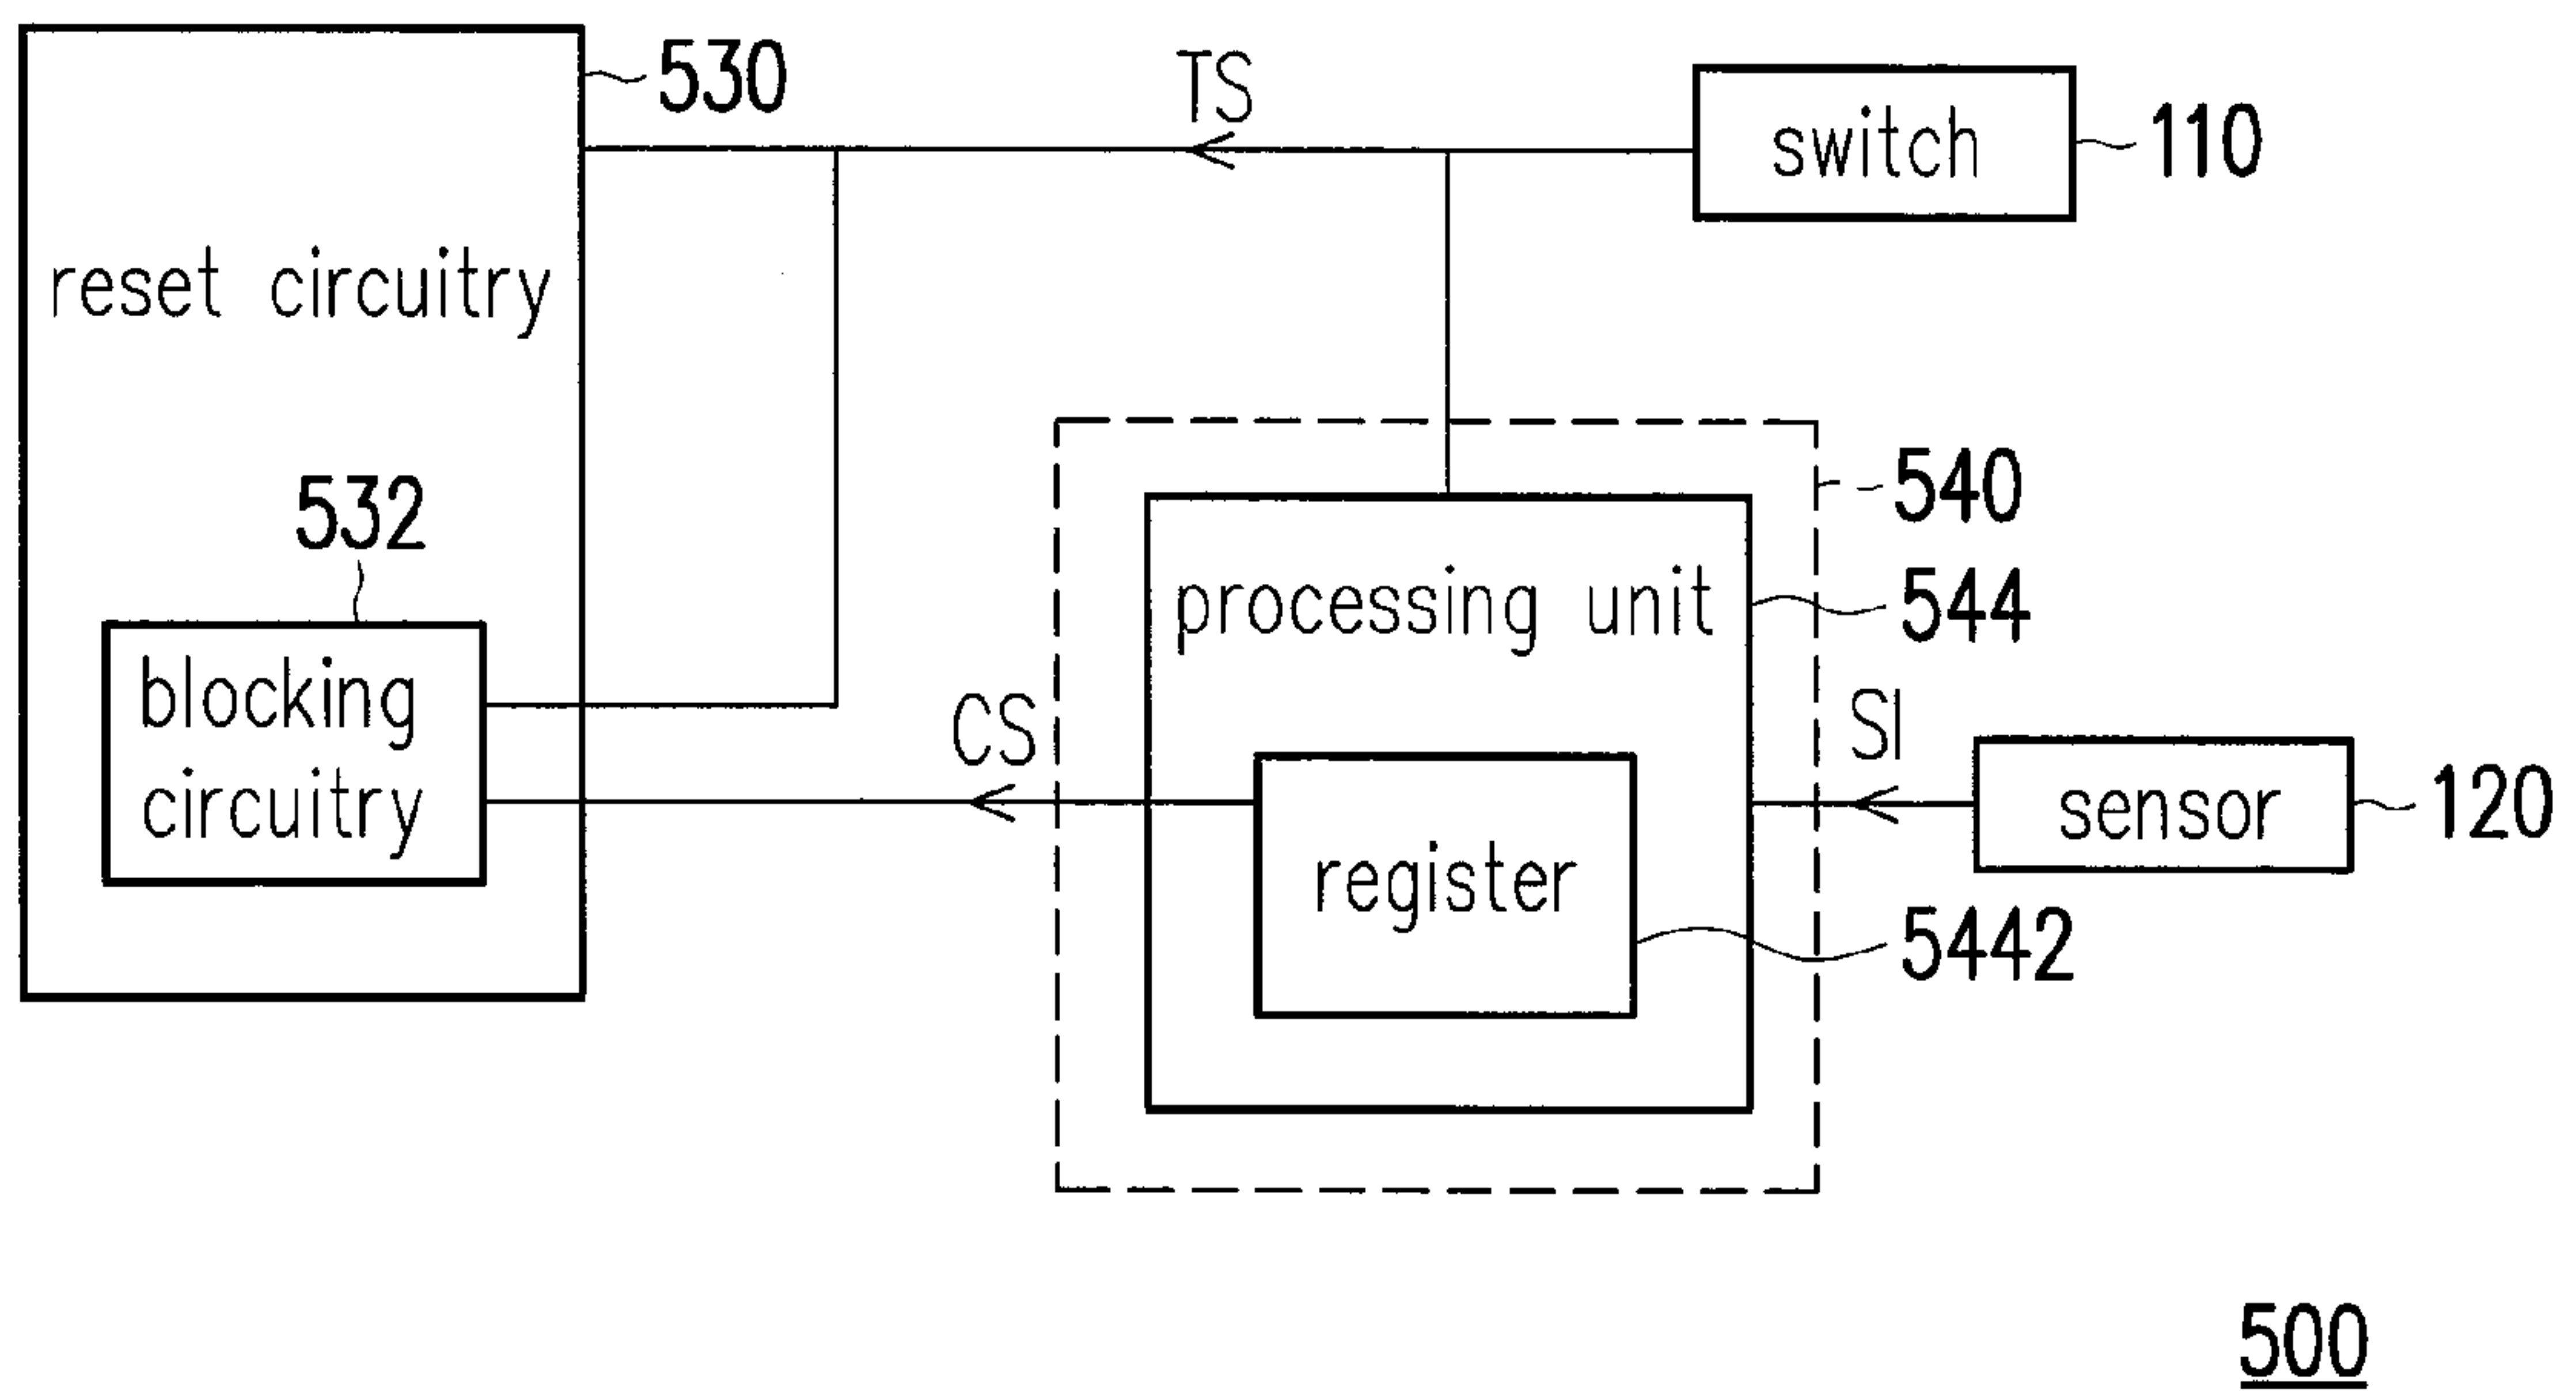 530
TS
switch
110
reset circuitry
532
540
processing unit
544
blocking
circuitry
CS
SI
sensor
120
register
5442
500